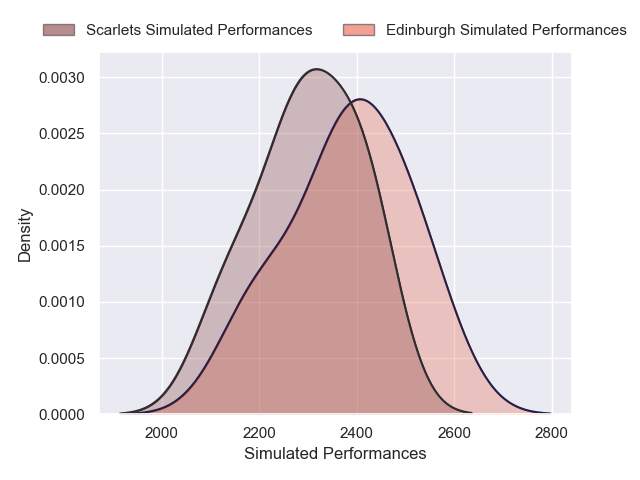 Scarlets Simulated Performances Edinburgh Simulated Performances
0.0030
0.0025
0.0020
0.0015
0.0010
0.0005
0.0000
Density
2000 2200 2400 2600 2800
Simulated Performances